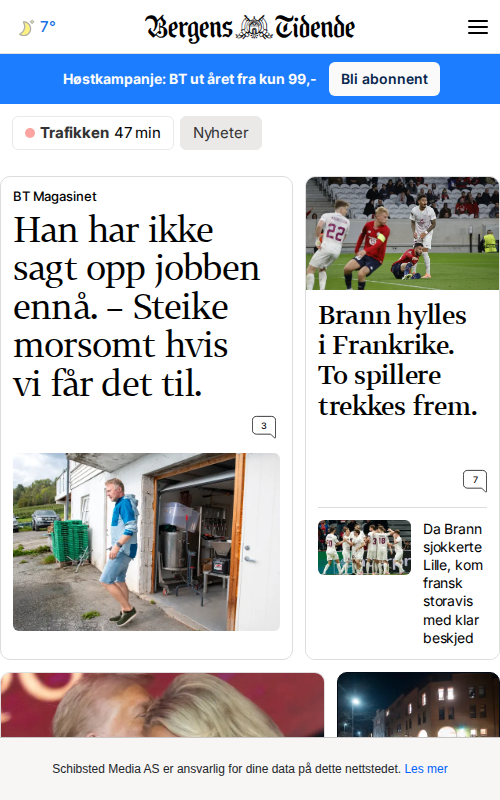 7°
Bergens Tidende
Høstkampanje: BT ut året fra kun 99,-
Bli abonnent
Trafikken 47 min
Nyheter
BT Magasinet
Han har ikke
sagt opp jobben
ennå. – Steike
morsomt hvis
vi får det til.
3
22
Brann hylles
i Frankrike.
To spillere
trekkes frem.
7
Da Brann
sjokkerte
Lille, kom
fransk
storavis
med klar
beskjed
Schibsted Media AS er ansvarlig for dine data på dette nettstedet. Les mer